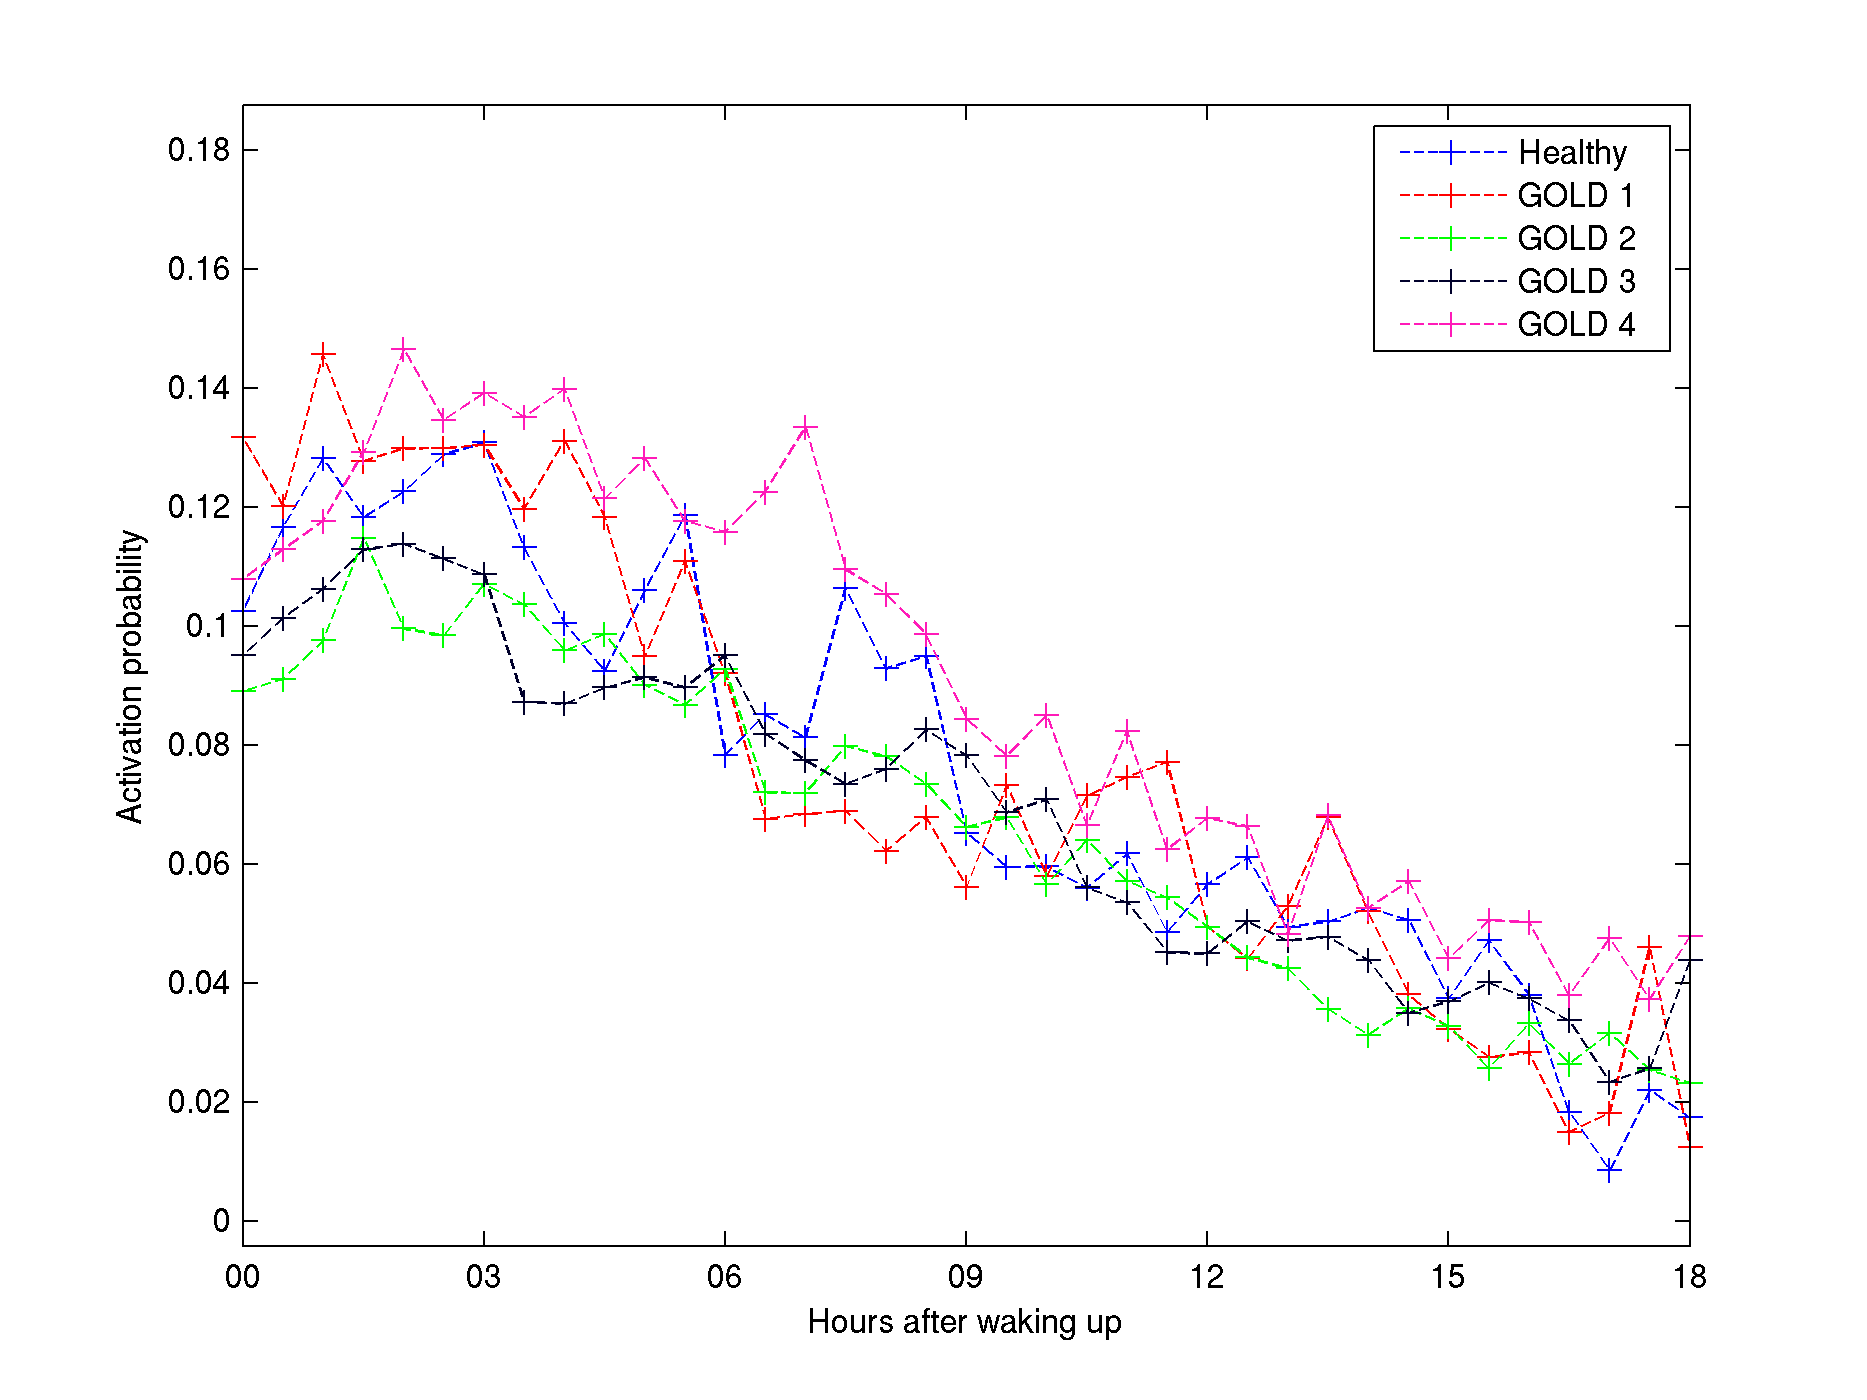 0.18
0.16
0.14
0.12
0.1
0.08
0.06
0.04
0.02
0
Activation probability
00 03 06 09 12 15 18
Hours after waking up
Healthy
GOLD 1
GOLD 2
GOLD 3
GOLD 4